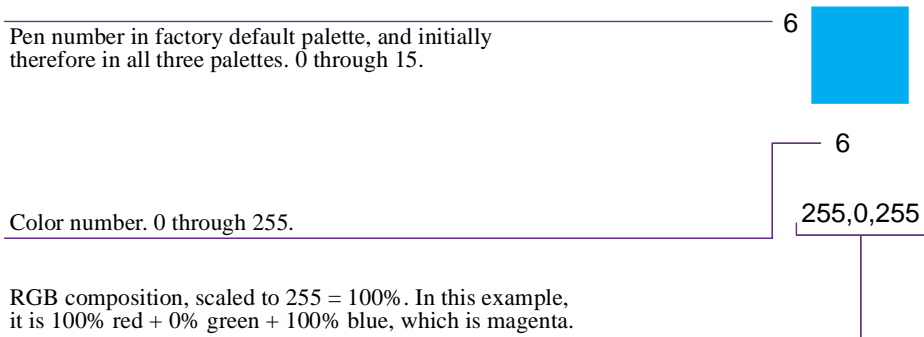 6
Pen number in factory default palette, and initially
therefore in all three palettes. 0 through 15.
6
Color number. 0 through 255.
255,0,255
RGB composition, scaled to 255 = 100%. In this example,
it is 100% red + 0% green + 100% blue, which is magenta.